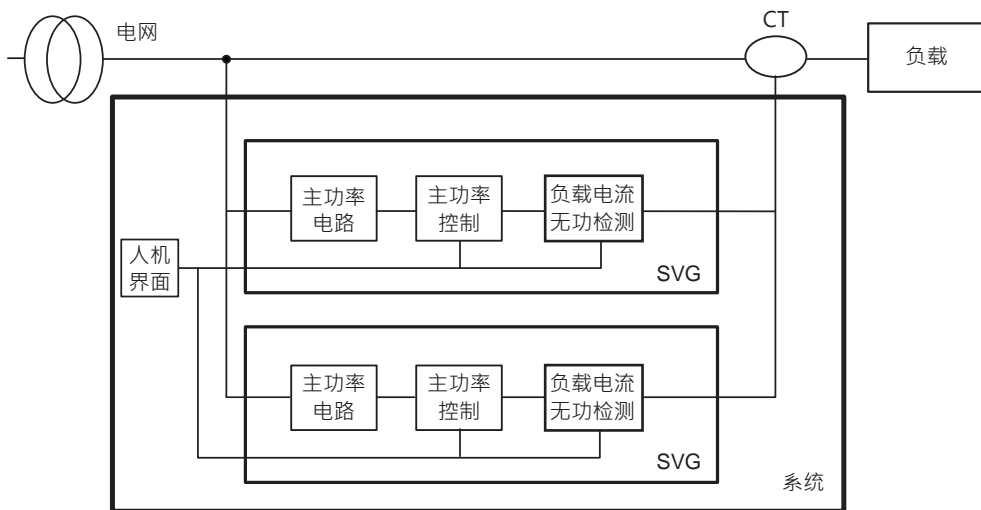 电网
CT
负载
主功率
电路
主功率
控制
负载电流
无功检测
人机
界面
SVG
主功率
电路
主功率
控制
负载电流
无功检测
SVG
系统